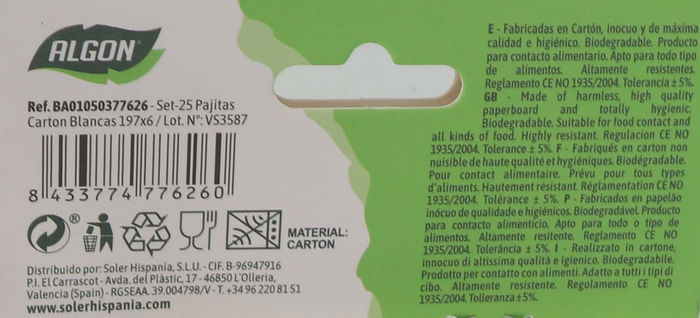 ALGON
Ref. BA01050377626 - Set-25 Pajitas
Carton Blancas 197x6 / Lot. N°: VS3587
8 433774 776260
MATERIAL:
CARTON
Distribuido por: Soler Hispania, S.L.U.- CIF. B-96947916
P.I. El Carrascot - Avda. del Plàstic, 17 - 46850 L'Olleria,
Valencia (Spain) - RGSEAA. 39.004798/V - T. +34 96 220 81 51
www.solerhispania.com
E - Fabricadas en Cartón, inocuo y de máxima
calidad e higiénico. Biodegradable. Producto
para contacto alimentario. Apto para todo tipo
de alimentos. Altamente resistentes.
Reglamento CE NO 1935/2004. Tolerancia ± 5%.
GB - Made of harmless, high quality
paperboard and totally hygienic.
Biodegradable. Suitable for food contact and
all kinds of food. Highly resistant. Regulacion CE NO
1935/2004. Tolerance ± 5%. F - Fabriqués en carton non
nuisible de haute qualité et hygiéniques. Biodégradable.
Pour contact alimentaire. Prévu pour tous types
d'aliments. Hautement résistant. Réglamentation CE NO
1935/2004. Tolérance ± 5%. P - Fabricados en papelão
inócuo de qualidade e higiénicos. Biodegradável. Producto
para contacto alimentício. Apto para todo o tipo de
alimentos. Altamente resitente. Reglamento CE NO
1935/2004. Tolerância ± 5%. I - Realizzato in cartone,
innocuo di altissima qualità e igienico. Biodegradabile.
Prodotto per contatto con alimenti. Adatto a tutti i tipi di
cibo. Altamente resistente. Regolamento CE NO
1935/2004. Tolleranza ±5%.